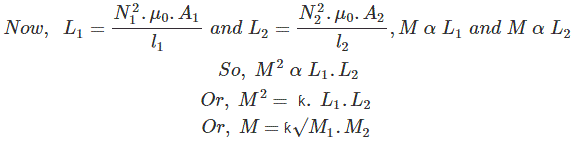 Now, L₁ = N₁².μ₀.A₁ / l₁ and L₂ = N₂².μ₀.A₂ / l₂, M α L₁ and M α L₂
So, M² α L₁.L₂
Or, M² = k. L₁.L₂
Or, M = k√M₁.M₂